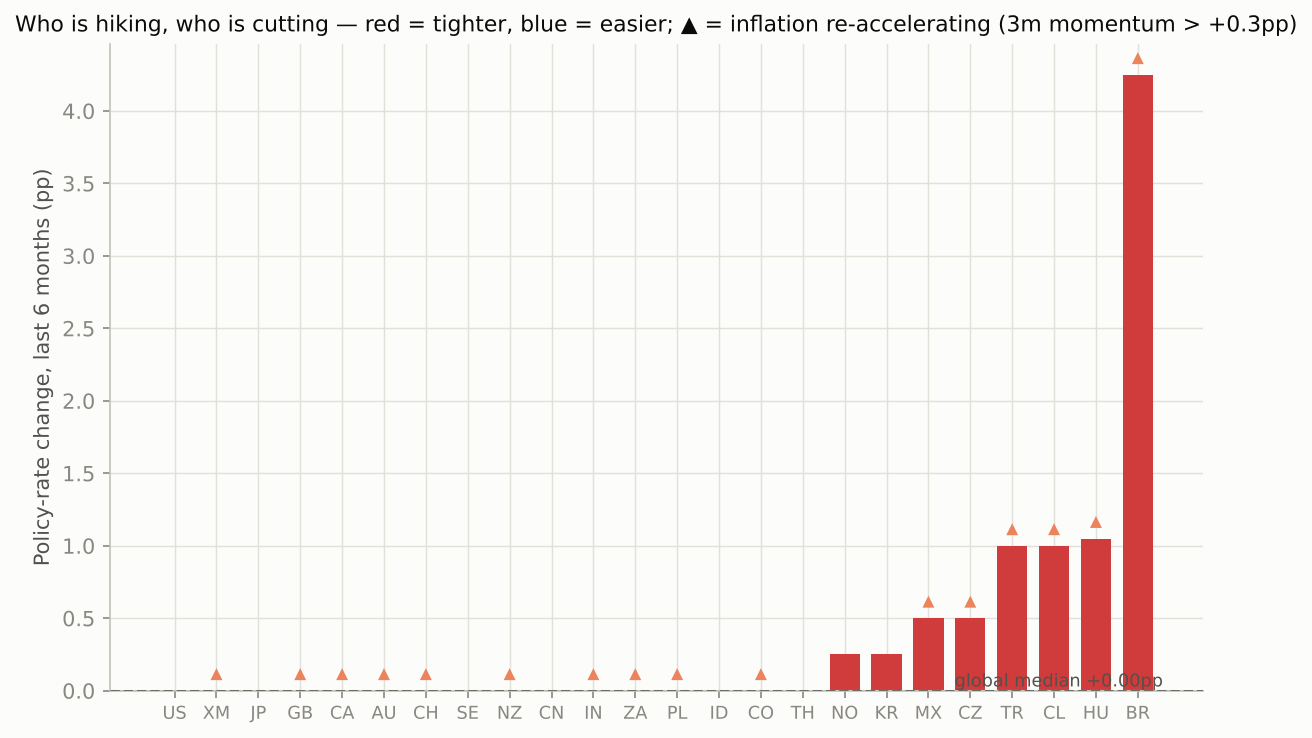 Who is hiking, who is cutting — red = tighter, blue = easier; ▲ = inflation re-accelerating (3m momentum > +0.3pp)
Policy-rate change, last 6 months (pp)
4.0
3.5
3.0
2.5
2.0
1.5
1.0
0.5
0.0
global median +0.00pp
US XM JP GB CA AU CH SE NZ CN IN ZA PL ID CO TH NO KR MX CZ TR CL HU BR